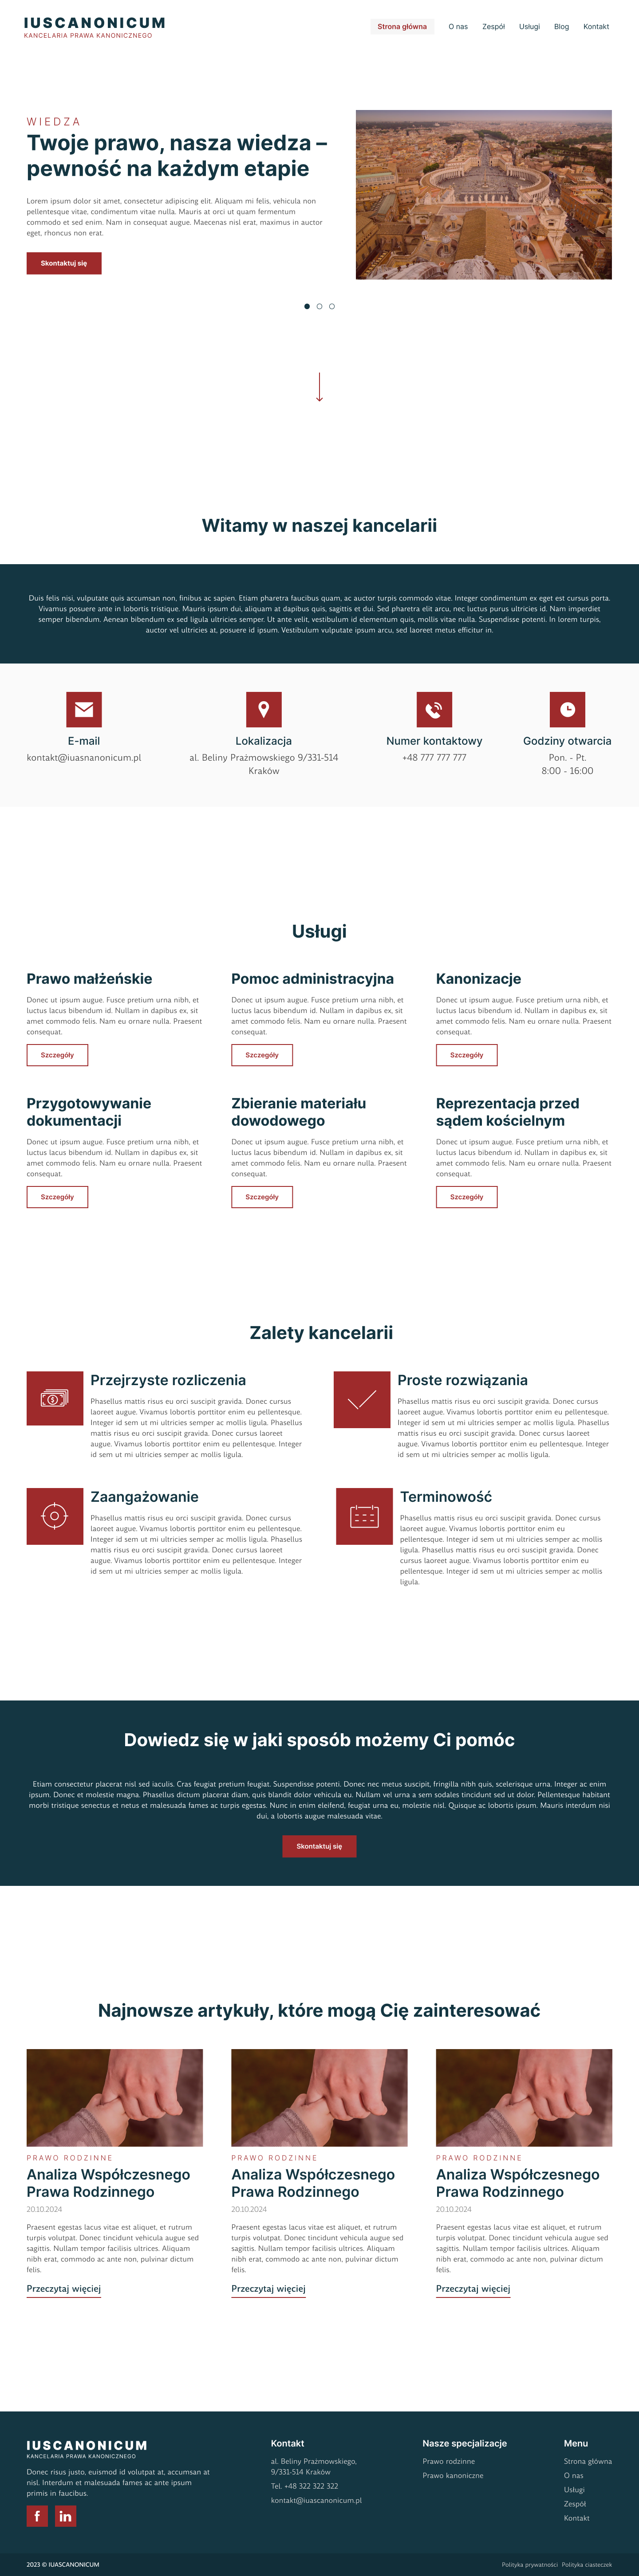 IUSCANONICUM
KANCELARIA PRAWA KANONICZNEGO
Strona główna
O nas
Zespół
Usługi
Blog
Kontakt
WIEDZA
Twoje prawo, nasza wiedza –
pewność na każdym etapie
Lorem ipsum dolor sit amet, consectetur adipiscing elit. Aliquam mi felis, vehicula non
pellentesque vitae, condimentum vitae nulla. Mauris at orci ut quam fermentum
commodo et sed enim. Nam in consequat augue. Maecenas nisl erat, maximus in auctor
eget, rhoncus non erat.
Skontaktuj się
Witamy w naszej kancelarii
Duis felis nisi, vulputate quis accumsan non, finibus ac sapien. Etiam pharetra faucibus quam, ac auctor turpis commodo vitae. Integer condimentum ex eget est cursus porta.
Vivamus posuere ante in lobortis tristique. Mauris ipsum dui, aliquam at dapibus quis, sagittis et dui. Sed pharetra elit arcu, nec luctus purus ultricies id. Nam imperdiet
semper bibendum. Aenean bibendum ex sed ligula ultricies semper. Ut ante velit, vestibulum id elementum quis, mollis vitae nulla. Suspendisse potenti. In lorem turpis,
auctor vel ultricies at, posuere id ipsum. Vestibulum vulputate ipsum arcu, sed laoreet metus efficitur in.
E-mail
kontakt@iuasnanonicum.pl
Lokalizacja
al. Beliny Prażmowskiego 9/331-514
Kraków
Numer kontaktowy
+48 777 777 777
Godziny otwarcia
Pon. - Pt.
8:00 - 16:00
Usługi
Prawo małżeńskie
Donec ut ipsum augue. Fusce pretium urna nibh, et
luctus lacus bibendum id. Nullam in dapibus ex, sit
amet commodo felis. Nam eu ornare nulla. Praesent
consequat.
Szczegóły
Pomoc administracyjna
Donec ut ipsum augue. Fusce pretium urna nibh, et
luctus lacus bibendum id. Nullam in dapibus ex, sit
amet commodo felis. Nam eu ornare nulla. Praesent
consequat.
Szczegóły
Kanonizacje
Donec ut ipsum augue. Fusce pretium urna nibh, et
luctus lacus bibendum id. Nullam in dapibus ex, sit
amet commodo felis. Nam eu ornare nulla. Praesent
consequat.
Szczegóły
Przygotowywanie
dokumentacji
Donec ut ipsum augue. Fusce pretium urna nibh, et
luctus lacus bibendum id. Nullam in dapibus ex, sit
amet commodo felis. Nam eu ornare nulla. Praesent
consequat.
Szczegóły
Zbieranie materiału
dowodowego
Donec ut ipsum augue. Fusce pretium urna nibh, et
luctus lacus bibendum id. Nullam in dapibus ex, sit
amet commodo felis. Nam eu ornare nulla. Praesent
consequat.
Szczegóły
Reprezentacja przed
sądem kościelnym
Donec ut ipsum augue. Fusce pretium urna nibh, et
luctus lacus bibendum id. Nullam in dapibus ex, sit
amet commodo felis. Nam eu ornare nulla. Praesent
consequat.
Szczegóły
Zalety kancelarii
Przejrzyste rozliczenia
Phasellus mattis risus eu orci suscipit gravida. Donec cursus
laoreet augue. Vivamus lobortis porttitor enim eu pellentesque.
Integer id sem ut mi ultricies semper ac mollis ligula. Phasellus
mattis risus eu orci suscipit gravida. Donec cursus laoreet
augue. Vivamus lobortis porttitor enim eu pellentesque. Integer
id sem ut mi ultricies semper ac mollis ligula.
Proste rozwiązania
Phasellus mattis risus eu orci suscipit gravida. Donec cursus
laoreet augue. Vivamus lobortis porttitor enim eu pellentesque.
Integer id sem ut mi ultricies semper ac mollis ligula. Phasellus
mattis risus eu orci suscipit gravida. Donec cursus laoreet
augue. Vivamus lobortis porttitor enim eu pellentesque. Integer
id sem ut mi ultricies semper ac mollis ligula.
Zaangażowanie
Phasellus mattis risus eu orci suscipit gravida. Donec cursus
laoreet augue. Vivamus lobortis porttitor enim eu pellentesque.
Integer id sem ut mi ultricies semper ac mollis ligula. Phasellus
mattis risus eu orci suscipit gravida. Donec cursus laoreet
augue. Vivamus lobortis porttitor enim eu pellentesque. Integer
id sem ut mi ultricies semper ac mollis ligula.
Terminowość
Phasellus mattis risus eu orci suscipit gravida. Donec cursus
laoreet augue. Vivamus lobortis porttitor enim eu
pellentesque. Integer id sem ut mi ultricies semper ac mollis
ligula. Phasellus mattis risus eu orci suscipit gravida. Donec
cursus laoreet augue. Vivamus lobortis porttitor enim eu
pellentesque. Integer id sem ut mi ultricies semper ac mollis
ligula.
Dowiedz się w jaki sposób możemy Ci pomóc
Etiam consectetur placerat nisl sed iaculis. Cras feugiat pretium feugiat. Suspendisse potenti. Donec nec metus suscipit, fringilla nibh quis, scelerisque urna. Integer ac enim
ipsum. Donec et molestie magna. Phasellus dictum placerat diam, quis blandit dolor vehicula eu. Nullam vel urna a sem sodales tincidunt sed ut dolor. Pellentesque habitant
morbi tristique senectus et netus et malesuada fames ac turpis egestas. Nunc in enim eleifend, feugiat urna eu, molestie nisl. Quisque ac lobortis ipsum. Mauris interdum nisi
dui, a lobortis augue malesuada vitae.
Skontaktuj się
Najnowsze artykuły, które mogą Cię zainteresować
PRAWO RODZINNE
Analiza Współczesnego
Prawa Rodzinnego
20.10.2024
Praesent egestas lacus vitae est aliquet, et rutrum
turpis volutpat. Donec tincidunt vehicula augue sed
sagittis. Nullam tempor facilisis ultrices. Aliquam
nibh erat, commodo ac ante non, pulvinar dictum
felis.
Przeczytaj więciej
PRAWO RODZINNE
Analiza Współczesnego
Prawa Rodzinnego
20.10.2024
Praesent egestas lacus vitae est aliquet, et rutrum
turpis volutpat. Donec tincidunt vehicula augue sed
sagittis. Nullam tempor facilisis ultrices. Aliquam
nibh erat, commodo ac ante non, pulvinar dictum
felis.
Przeczytaj więciej
PRAWO RODZINNE
Analiza Współczesnego
Prawa Rodzinnego
20.10.2024
Praesent egestas lacus vitae est aliquet, et rutrum
turpis volutpat. Donec tincidunt vehicula augue sed
sagittis. Nullam tempor facilisis ultrices. Aliquam
nibh erat, commodo ac ante non, pulvinar dictum
felis.
Przeczytaj więciej
IUSCANONICUM
KANCELARIA PRAWA KANONICZNEGO
Donec risus justo, euismod id volutpat at, accumsan at
nisl. Interdum et malesuada fames ac ante ipsum
primis in faucibus.
f
in
Kontakt
al. Beliny Prażmowskiego,
9/331-514 Kraków
Tel. +48 322 322 322
kontakt@iuascanonicum.pl
Nasze specjalizacje
Prawo rodzinne
Prawo kanoniczne
Menu
Strona główna
O nas
Usługi
Zespół
Kontakt
2023 © IUASCANONICUM
Polityka prywatności
Polityka ciasteczek